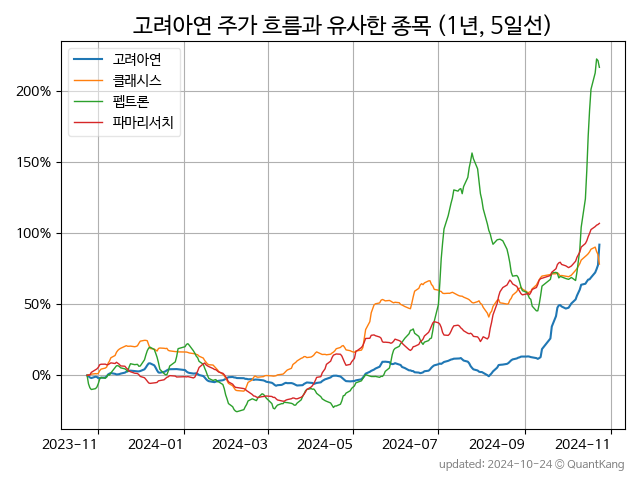 고려아연 주가 흐름과 유사한 종목 (1년, 5일선)
고려아연
클래시스
펩트론
파마리서치
200%
150%
100%
50%
0%
2023-11 2024-01 2024-03 2024-05 2024-07 2024-09 2024-11
updated: 2024-10-24 © QuantKang